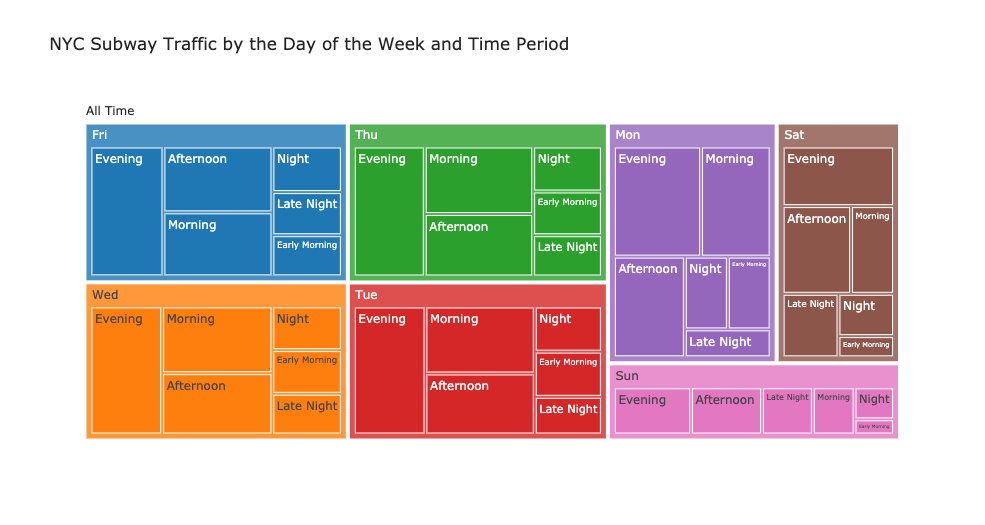 NYC Subway Traffic by the Day of the Week and Time Period
All Time
Fri
Evening
Afternoon
Night
Late Night
Morning
Early Morning
Thu
Evening
Morning
Night
Early Morning
Afternoon
Late Night
Mon
Evening
Morning
Afternoon
Night
Early Morning
Late Night
Sat
Evening
Afternoon
Morning
Late Night
Night
Early Morning
Wed
Evening
Morning
Night
Early Morning
Afternoon
Late Night
Tue
Evening
Morning
Night
Early Morning
Afternoon
Late Night
Sun
Evening
Afternoon
Late Night
Morning
Night
Early Morning